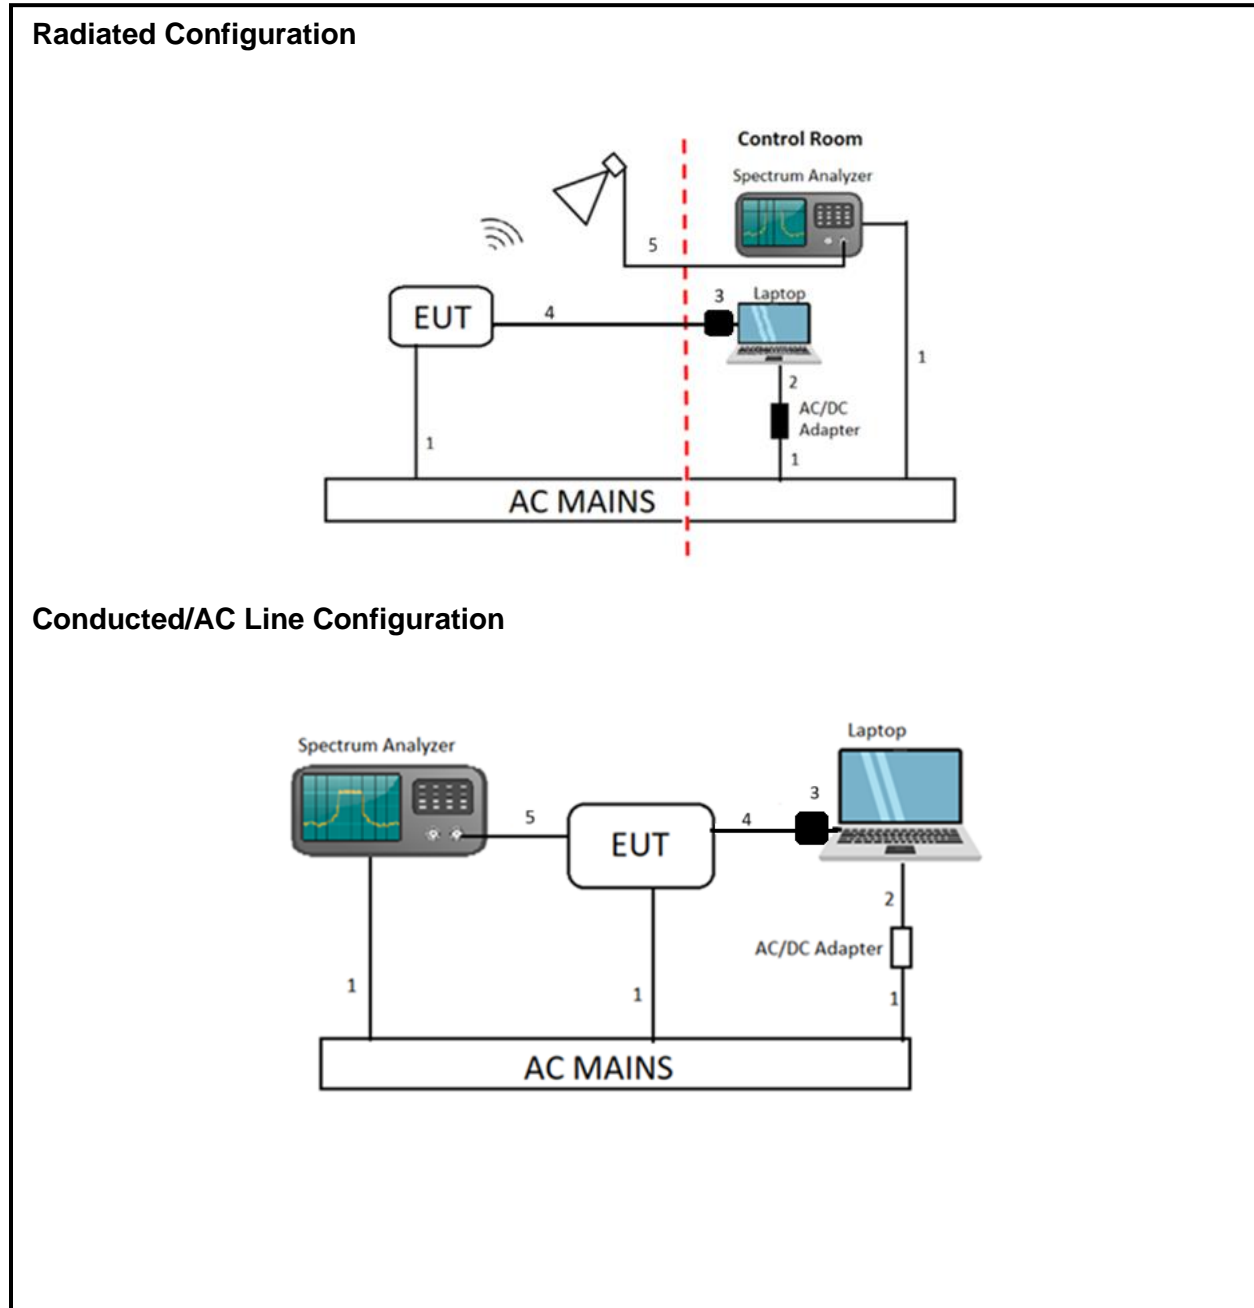 Radiated Configuration
Control Room
Spectrum Analyzer
5
3
Laptop
EUT
4
1
2
AC/DC
Adapter
1
1
AC MAINS
Conducted/AC Line Configuration
Laptop
Spectrum Analyzer
3
5
4
EUT
2
AC/DC Adapter
1
1
1
AC MAINS